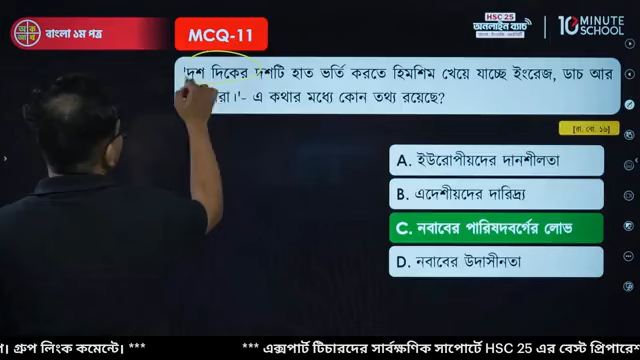 বাংলা ১ম পত্র
MCQ-11
HSC 25
অনলাইন ব্যাচ
10 MINUTE SCHOOL
'দশ দিকের দশটি হাত ভর্তি করতে হিমশিম খেয়ে যাচ্ছে ইংরেজ, ডাচ আর
রা।'- এ কথার মধ্যে কোন তথ্য রয়েছে?
[রা. বো. ১৬]
A. ইউরোপীয়দের দানশীলতা
B. এদেশীয়দের দারিদ্র্য
C. নবাবের পারিষদবর্গের লোভ
D. নবাবের উদাসীনতা
গ্রুপ লিংক কমেন্টে। *** *** এক্সপার্ট টিচারদের সার্বক্ষণিক সাপোর্টে HSC 25 এর বেস্ট প্রিপারে